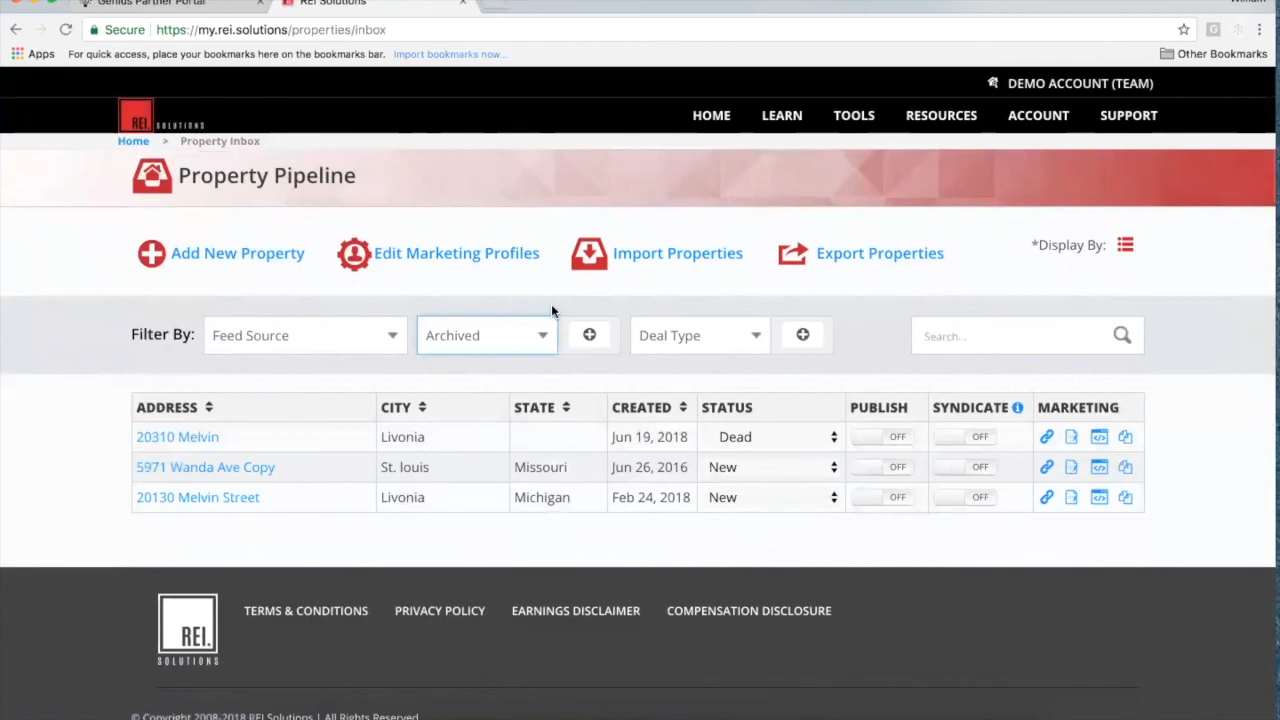 Genius Partner Portal REI Solutions William
Secure https://my.rei.solutions/properties/inbox
Apps For quick access, place your bookmarks here on the bookmarks bar. Import bookmarks now... Other Bookmarks
DEMO ACCOUNT (TEAM)
REI. SOLUTIONS HOME LEARN TOOLS RESOURCES ACCOUNT SUPPORT
Home > Property Inbox
Property Pipeline
Add New Property Edit Marketing Profiles Import Properties Export Properties *Display By:
Filter By: Feed Source Archived Deal Type Search...
ADDRESS CITY STATE CREATED STATUS PUBLISH SYNDICATE MARKETING
20310 Melvin Livonia Jun 19, 2018 Dead OFF OFF
5971 Wanda Ave Copy St. louis Missouri Jun 26, 2016 New OFF OFF
20130 Melvin Street Livonia Michigan Feb 24, 2018 New OFF OFF
TERMS & CONDITIONS PRIVACY POLICY EARNINGS DISCLAIMER COMPENSATION DISCLOSURE
REI.
SOLUTIONS
© Copyright 2008-2018 REI Solutions | All Rights Reserved